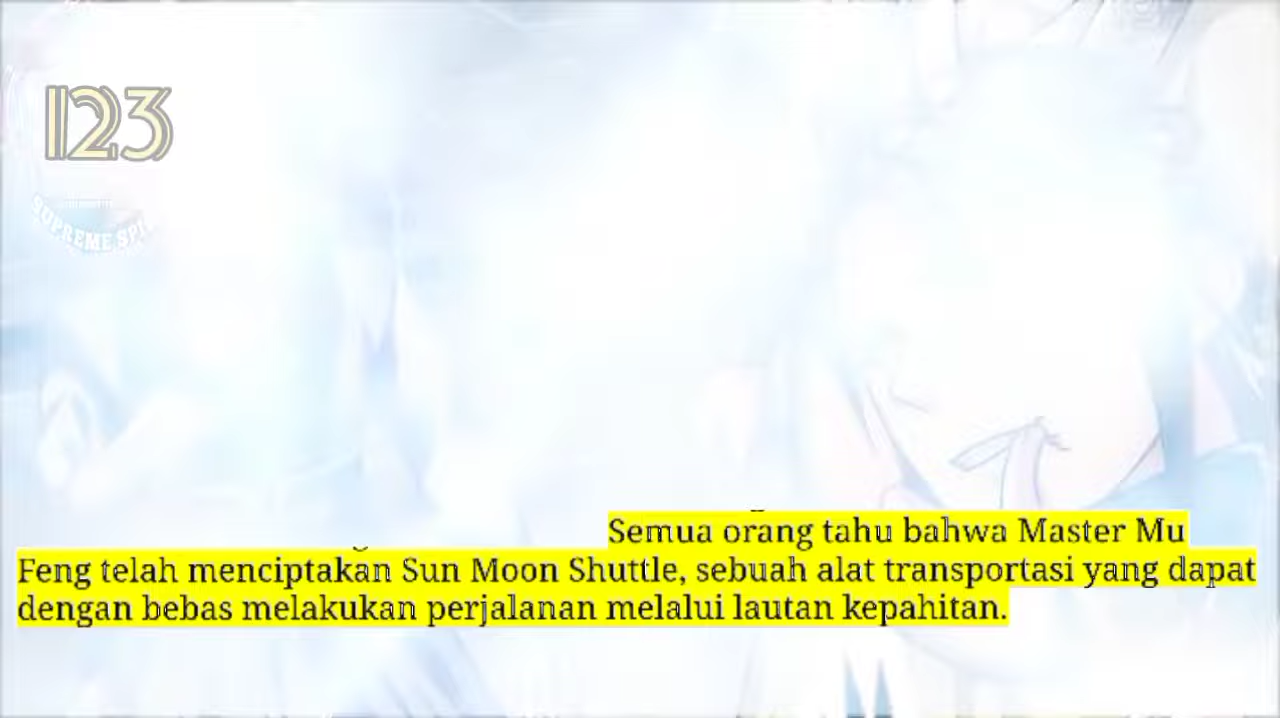 123
SUPREME
Semua orang tahu bahwa Master Mu
Feng telah menciptakan Sun Moon Shuttle, sebuah alat transportasi yang dapat
dengan bebas melakukan perjalanan melalui lautan kepahitan.